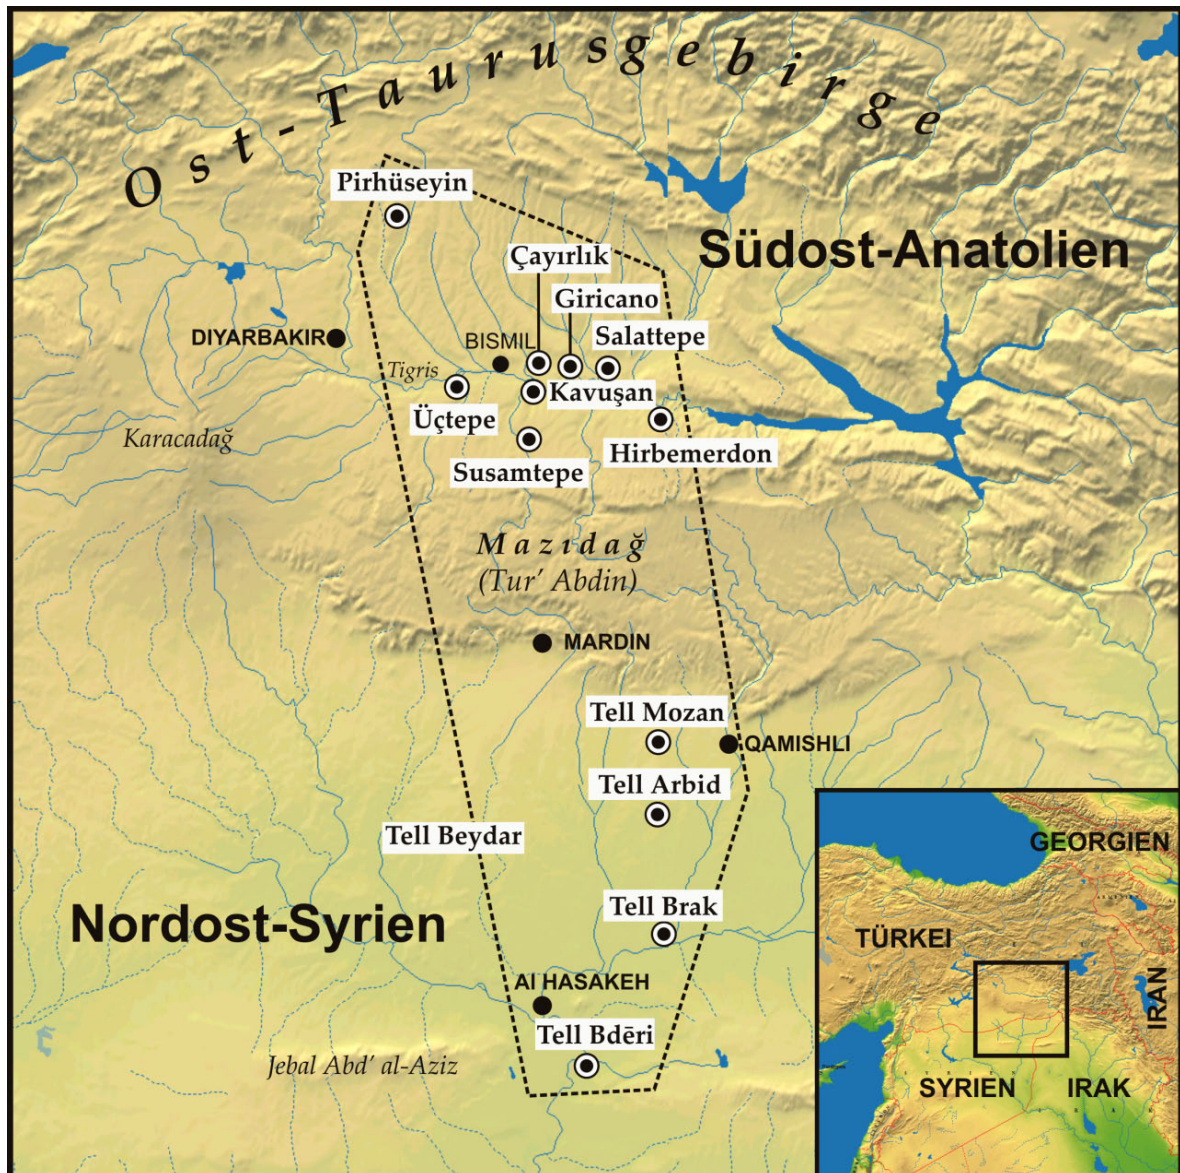 Ost-Taurusgebirge
Pirhüseyin
Südost-Anatolien
Çayırlık
Giricano
Salattepe
DIYARBAKIR
BISMIL
Tigris
Kavuşan
Üçtepe
Karacadağ
Hirbemerdon
Susamtepe
Mazıdağ
(Tur' Abdin)
MARDIN
Tell Mozan
QAMISHLI
Tell Arbid
Tell Beydar
Tell Brak
Nordost-Syrien
Al HASAKEH
Tell Bdēri
Jebal Abd' al-Aziz
GEORGIEN
TÜRKEI
IRAN
SYRIEN
IRAK